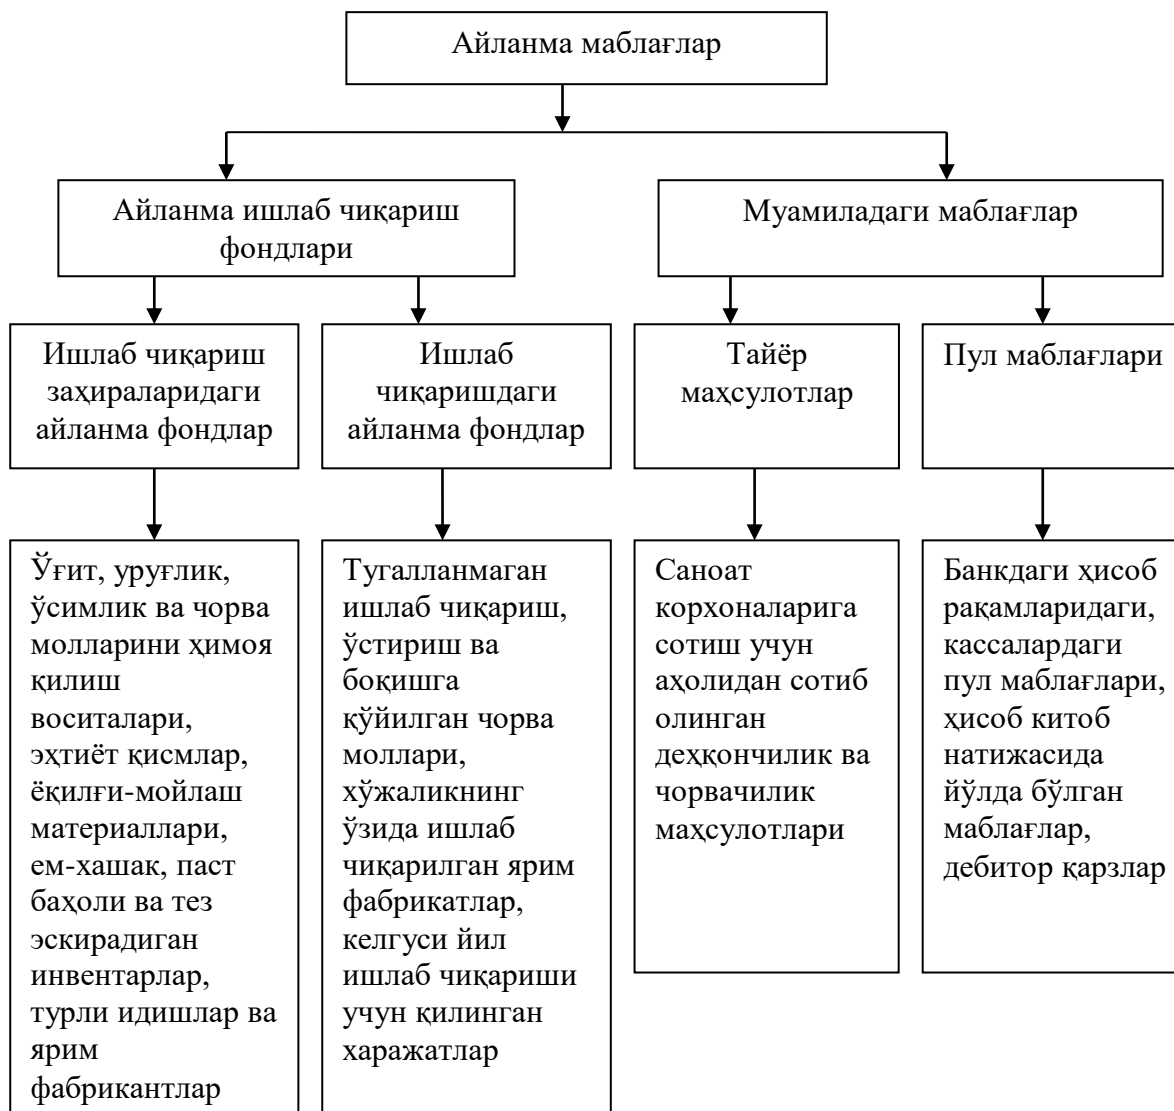 Айланма маблағлар
Айланма ишлаб чиқариш
фондлари
Муамиладаги маблағлар
Ишлаб чиқариш
заҳираларидаги
айланма фондлар
Ишлаб
чиқаришдаги
айланма фондлар
Тайёр
маҳсулотлар
Пул маблағлари
Ўғит, уруғлик,
ўсимлик ва чорва
молларини ҳимоя
қилиш
воситалари,
эҳтиёт қисмлар,
ёқилғи-мойлаш
материаллари,
ем-хашак, паст
баҳоли ва тез
эскирадиган
инвентарлар,
турли идишлар ва
ярим
фабрикантлар
Тугалланмаган
ишлаб чиқариш,
ўстириш ва
боқишга
қўйилган чорва
моллари,
хўжаликнинг
ўзида ишлаб
чиқарилган ярим
фабрикатлар,
келгуси йил
ишлаб чиқариши
учун қилинган
харажатлар
Саноат
корхоналарига
сотиш учун
аҳолидан сотиб
олинган
деҳқончилик ва
чорвачилик
маҳсулотлари
Банкдаги ҳисоб
рақамларидаги,
кассалардаги
пул маблағлари,
ҳисоб китоб
натижасида
йўлда бўлган
маблағлар,
дебитор қарзлар